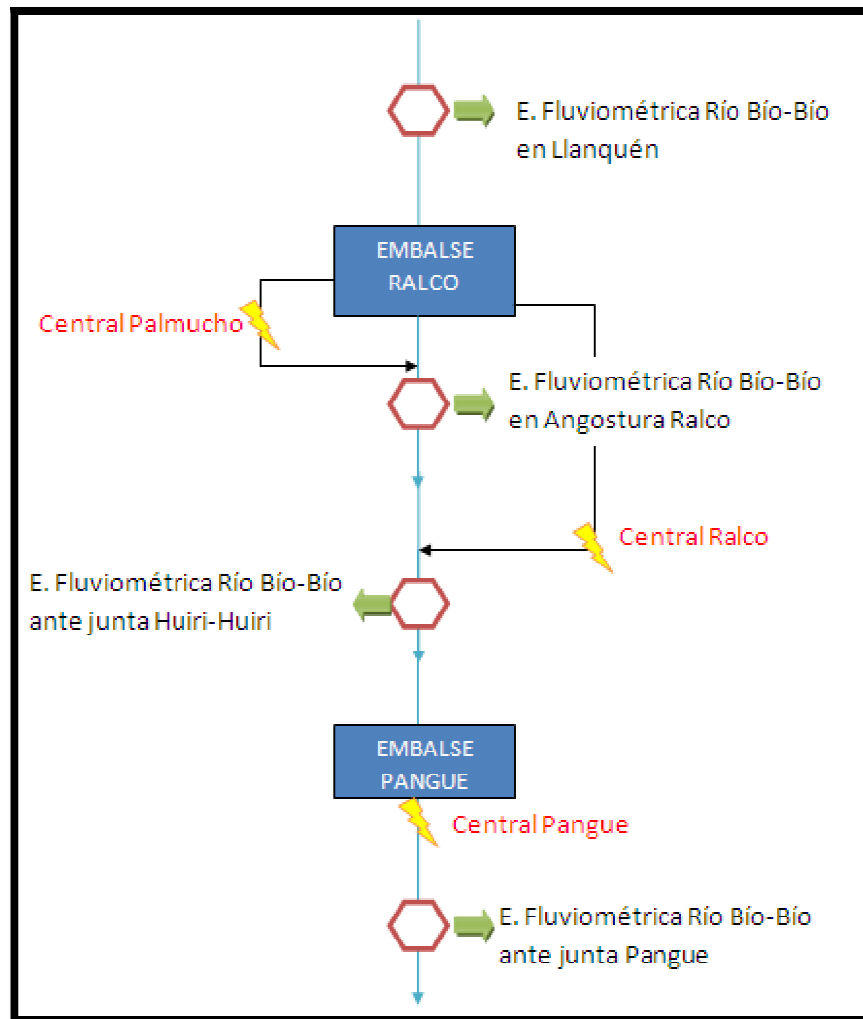 E. Fluviométrica Río Bío-Bío
en Llanquén
EMBALSE
RALCO
Central Palmucho
E. Fluviométrica Río Bío-Bío
en Angostura Ralco
Central Ralco
E. Fluviométrica Río Bío-Bío
ante junta Huiri-Huiri
EMBALSE
PANGUE
Central Pangue
E. Fluviométrica Río Bío-Bío
ante junta Pangue